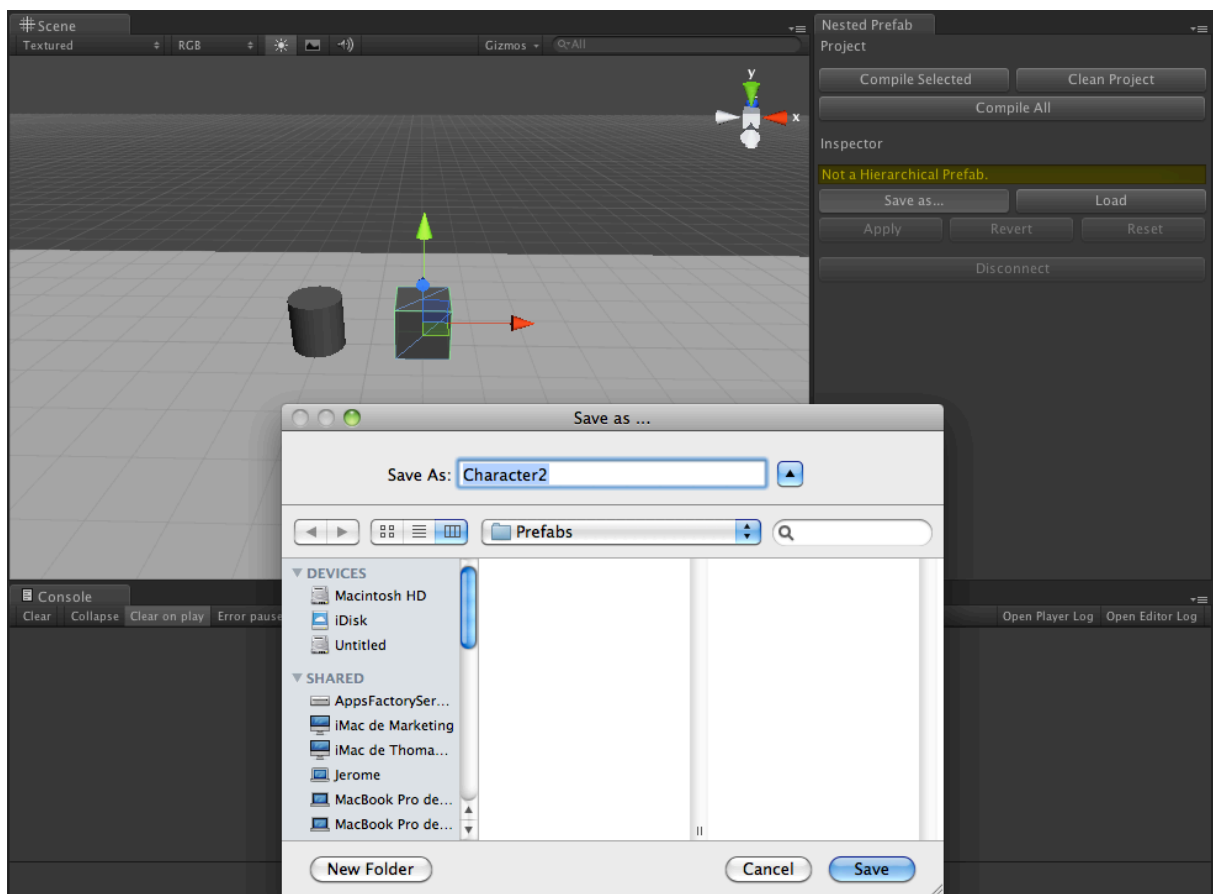 Scene
Textured RGB Gizmos All
y
x
Nested Prefab
Project
Compile Selected Clean Project
Compile All
Inspector
Not a Hierarchical Prefab.
Save as... Load
Apply Revert Reset
Disconnect
Save as ...
Save As: Character2
Prefabs
DEVICES
Macintosh HD
iDisk
Untitled
SHARED
AppsFactorySer...
iMac de Marketing
iMac de Thoma...
Jerome
MacBook Pro de...
MacBook Pro de...
New Folder Cancel Save
Console
Clear Collapse Clear on play Error pause Open Player Log Open Editor Log